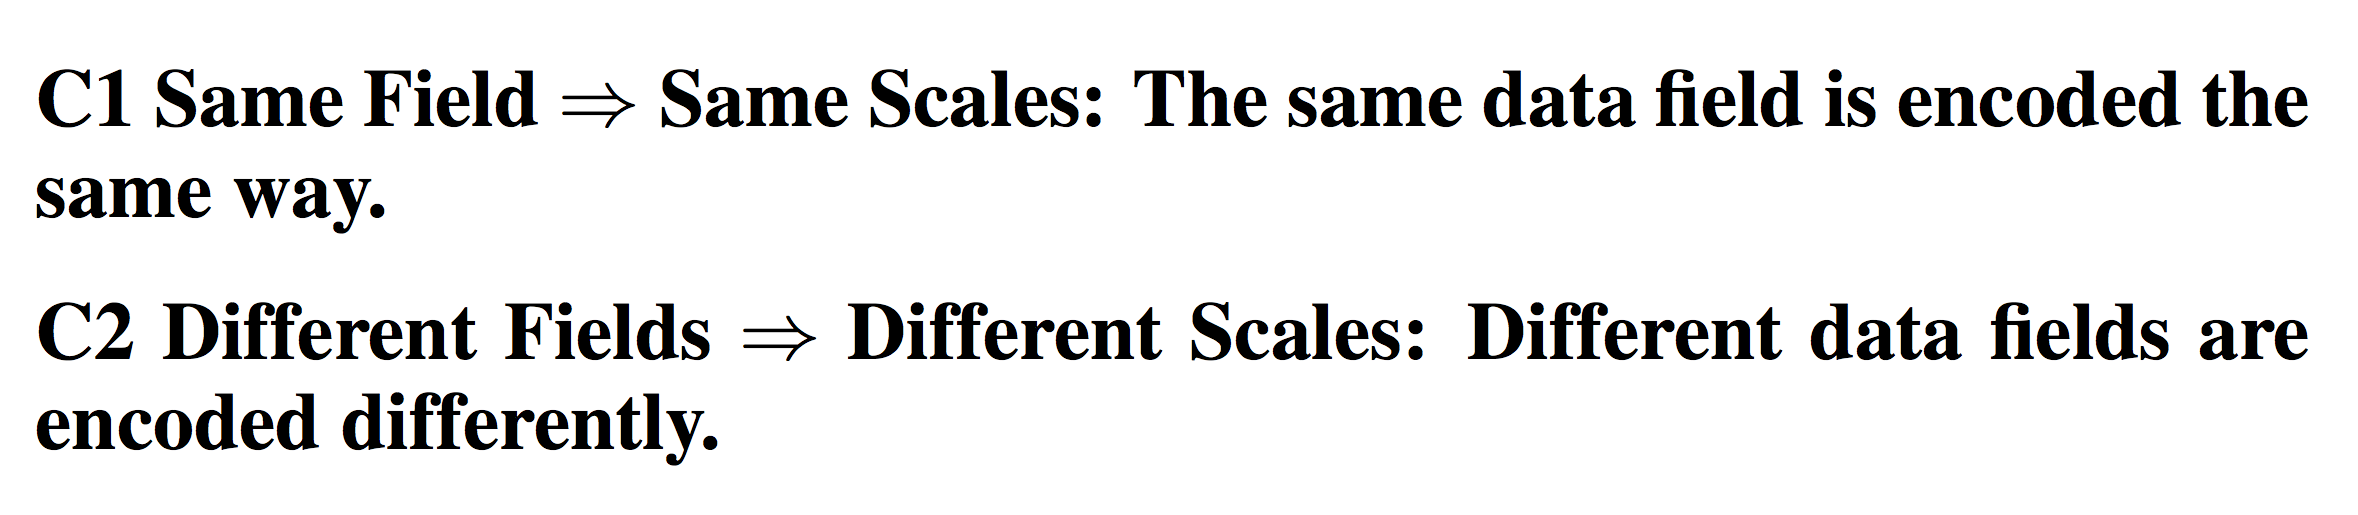 C1 Same Field ⇒ Same Scales: The same data field is encoded the
same way.
C2 Different Fields ⇒ Different Scales: Different data fields are
encoded differently.